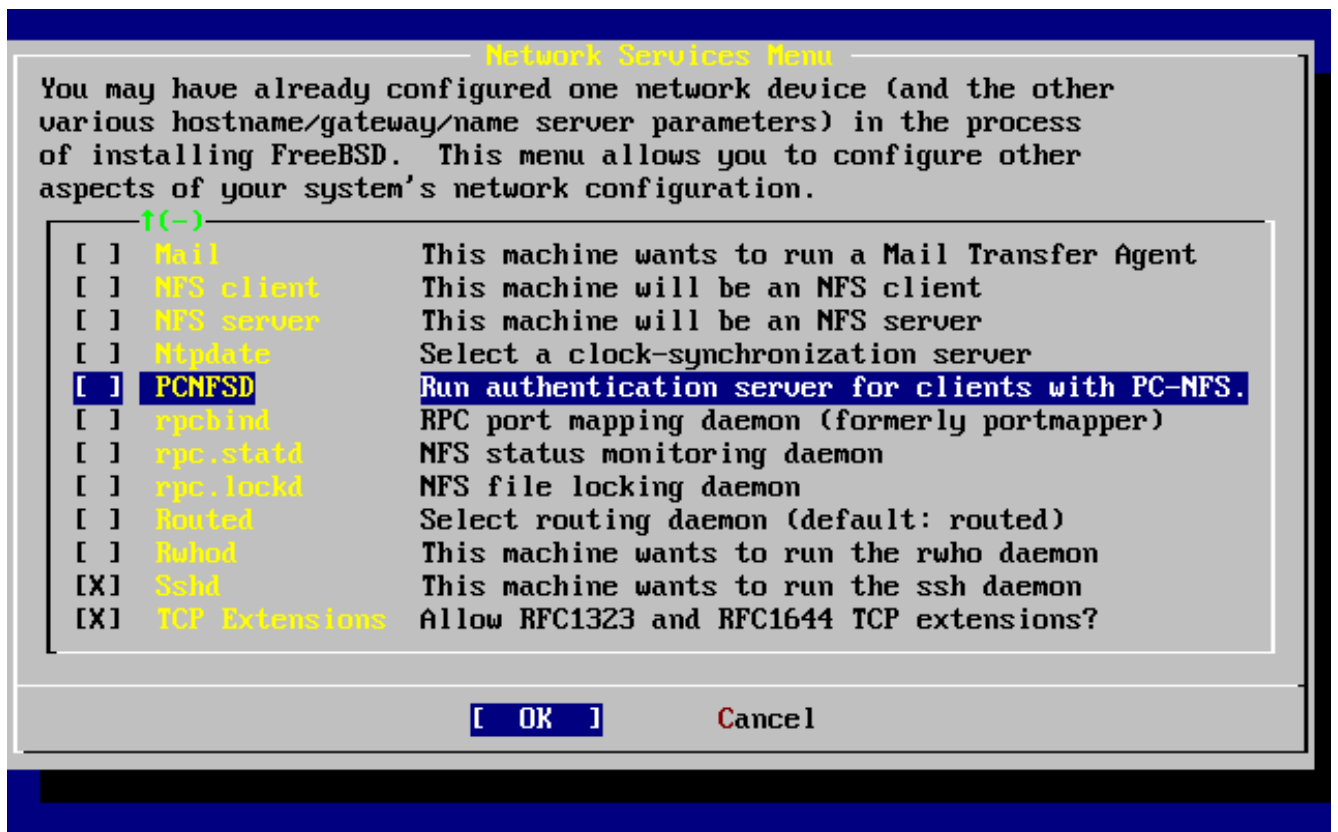 Network Services Menu
You may have already configured one network device (and the other
various hostname/gateway/name server parameters) in the process
of installing FreeBSD.  This menu allows you to configure other
aspects of your system's network configuration.
↑(-)
[ ] Mail This machine wants to run a Mail Transfer Agent
[ ] NFS client This machine will be an NFS client
[ ] NFS server This machine will be an NFS server
[ ] Ntpdate Select a clock-synchronization server
[ ] PCNFSD Run authentication server for clients with PC-NFS.
[ ] rpcbind RPC port mapping daemon (formerly portmapper)
[ ] rpc.statd NFS status monitoring daemon
[ ] rpc.lockd NFS file locking daemon
[ ] Routed Select routing daemon (default: routed)
[ ] Rwhod This machine wants to run the rwho daemon
[X] Sshd This machine wants to run the ssh daemon
[X] TCP Extensions Allow RFC1323 and RFC1644 TCP extensions?
[ OK ] Cancel